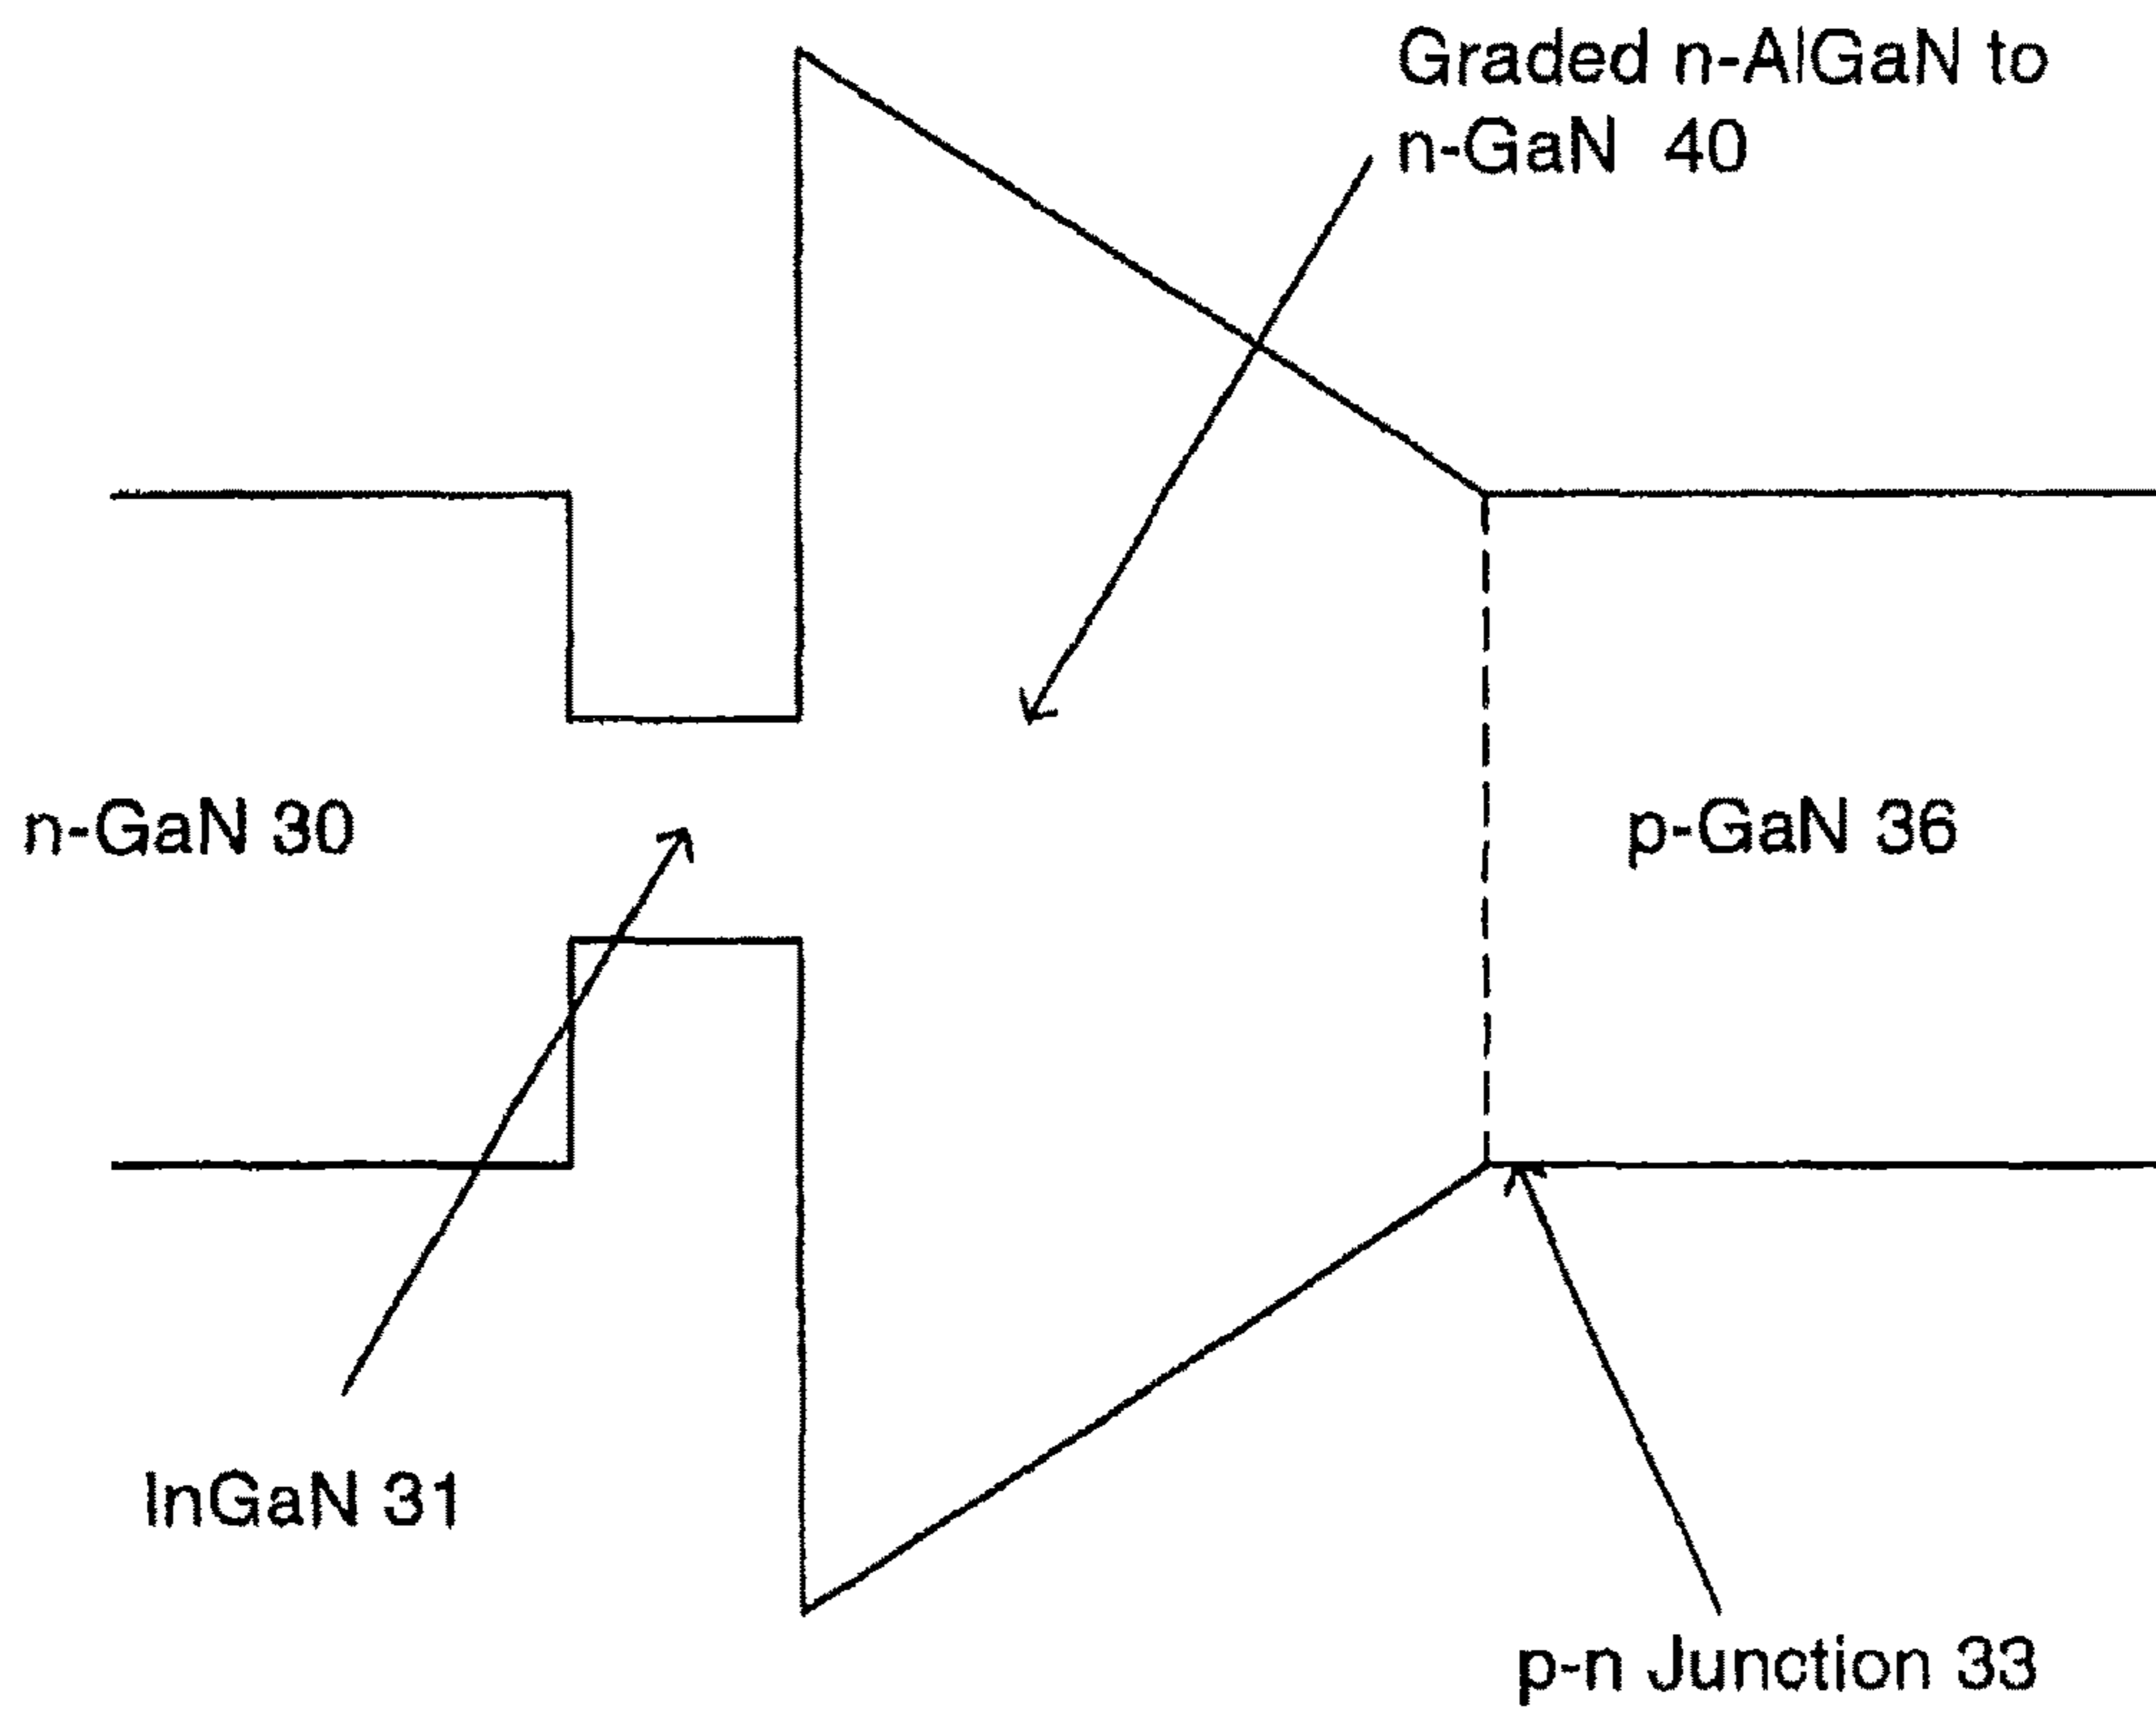 Graded n-AlGaN to
n-GaN 40
n-GaN 30
p-GaN 36
InGaN 31
p-n Junction 33